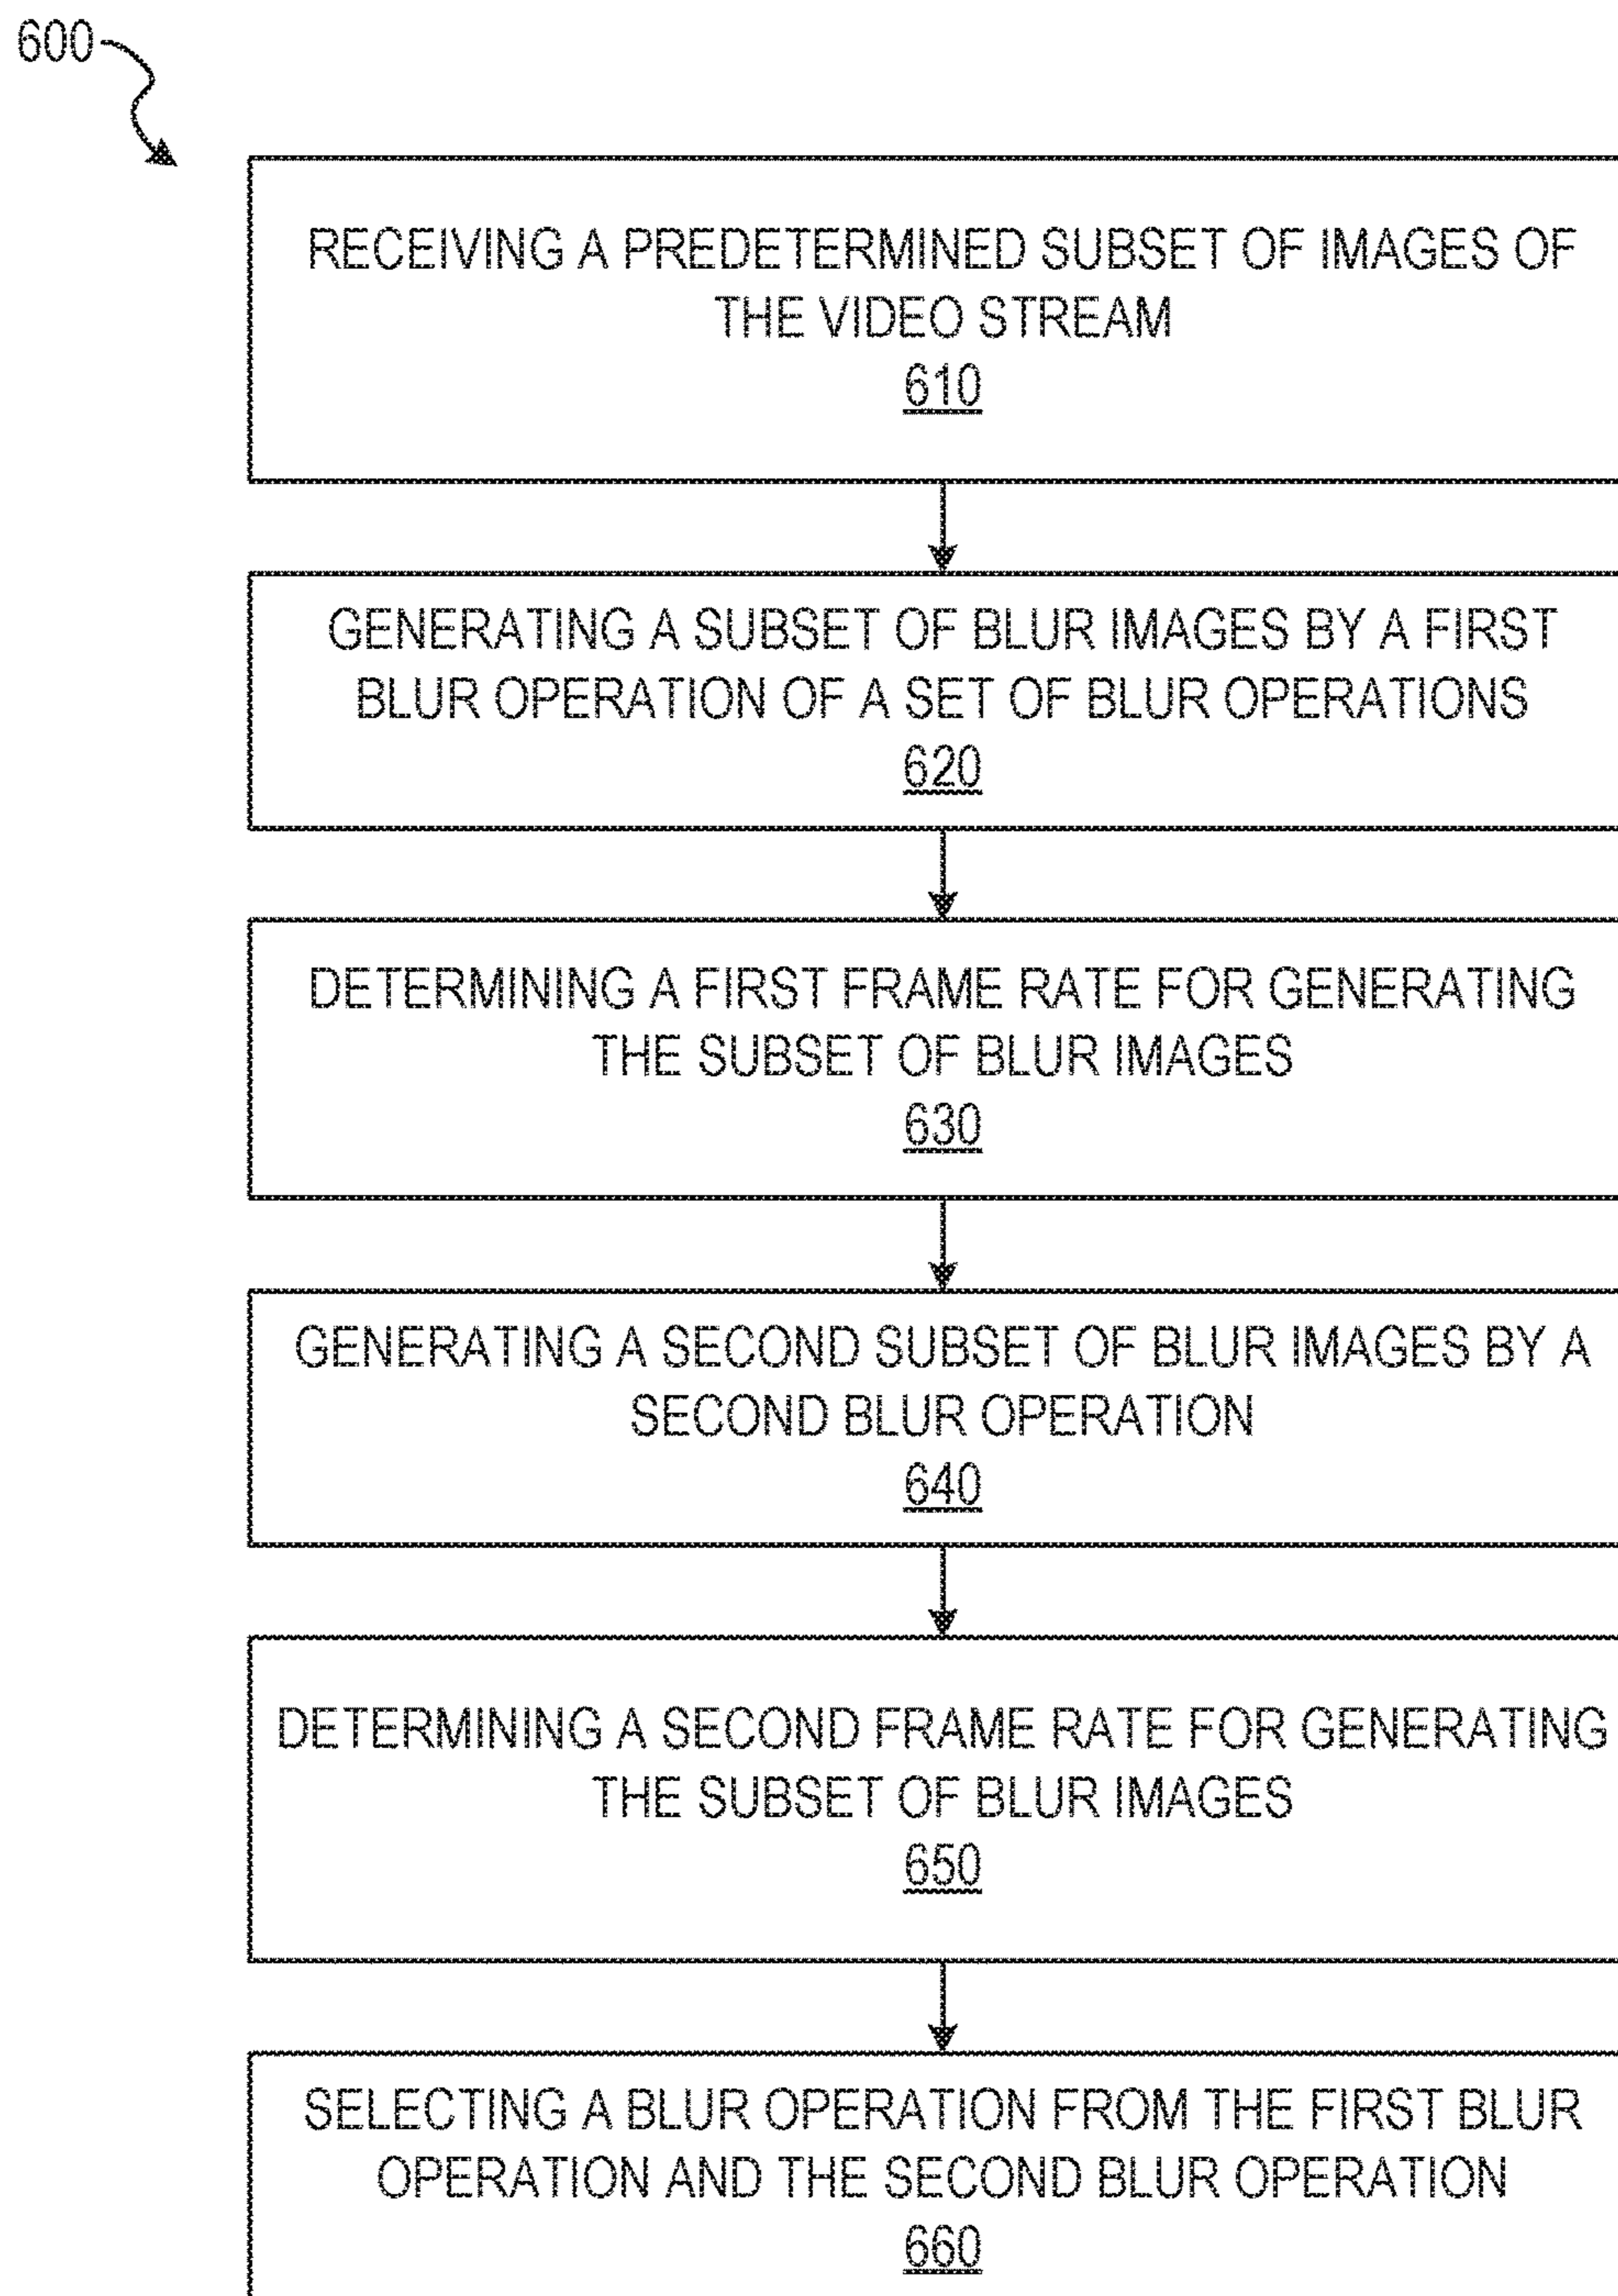 600
RECEIVING A PREDETERMINED SUBSET OF IMAGES OF
THE VIDEO STREAM
610
GENERATING A SUBSET OF BLUR IMAGES BY A FIRST
BLUR OPERATION OF A SET OF BLUR OPERATIONS
620
DETERMINING A FIRST FRAME RATE FOR GENERATING
THE SUBSET OF BLUR IMAGES
630
GENERATING A SECOND SUBSET OF BLUR IMAGES BY A
SECOND BLUR OPERATION
640
DETERMINING A SECOND FRAME RATE FOR GENERATING
THE SUBSET OF BLUR IMAGES
650
SELECTING A BLUR OPERATION FROM THE FIRST BLUR
OPERATION AND THE SECOND BLUR OPERATION
660